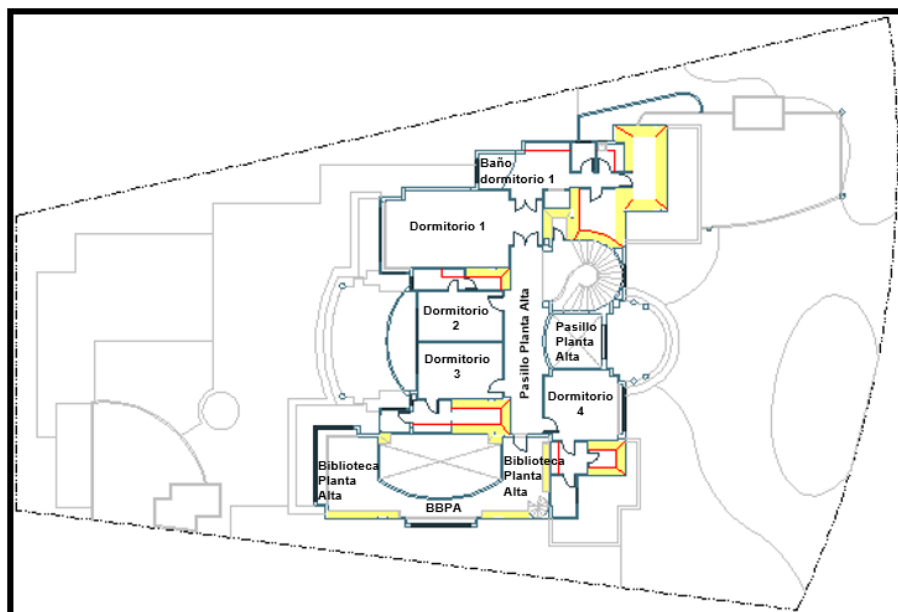 Baño
dormitorio 1
Dormitorio 1
Dormitorio
2
Pasillo Planta Alta
Pasillo
Planta
Alta
Dormitorio
3
Dormitorio
4
Biblioteca
Planta
Alta
Biblioteca
Planta
Alta
BBPA